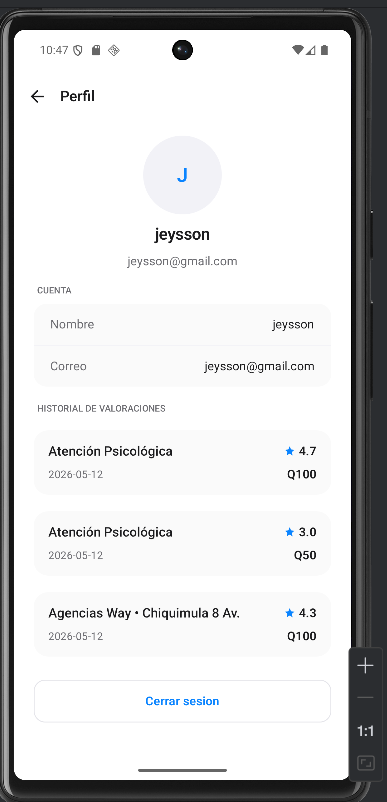 10:47
Perfil
J
jeysson
jeysson@gmail.com
CUENTA
Nombre jeysson
Correo jeysson@gmail.com
HISTORIAL DE VALORACIONES
Atención Psicológica ★ 4.7
2026-05-12 Q100
Atención Psicológica ★ 3.0
2026-05-12 Q50
Agencias Way • Chiquimula 8 Av. ★ 4.3
2026-05-12 Q100
Cerrar sesion
1:1